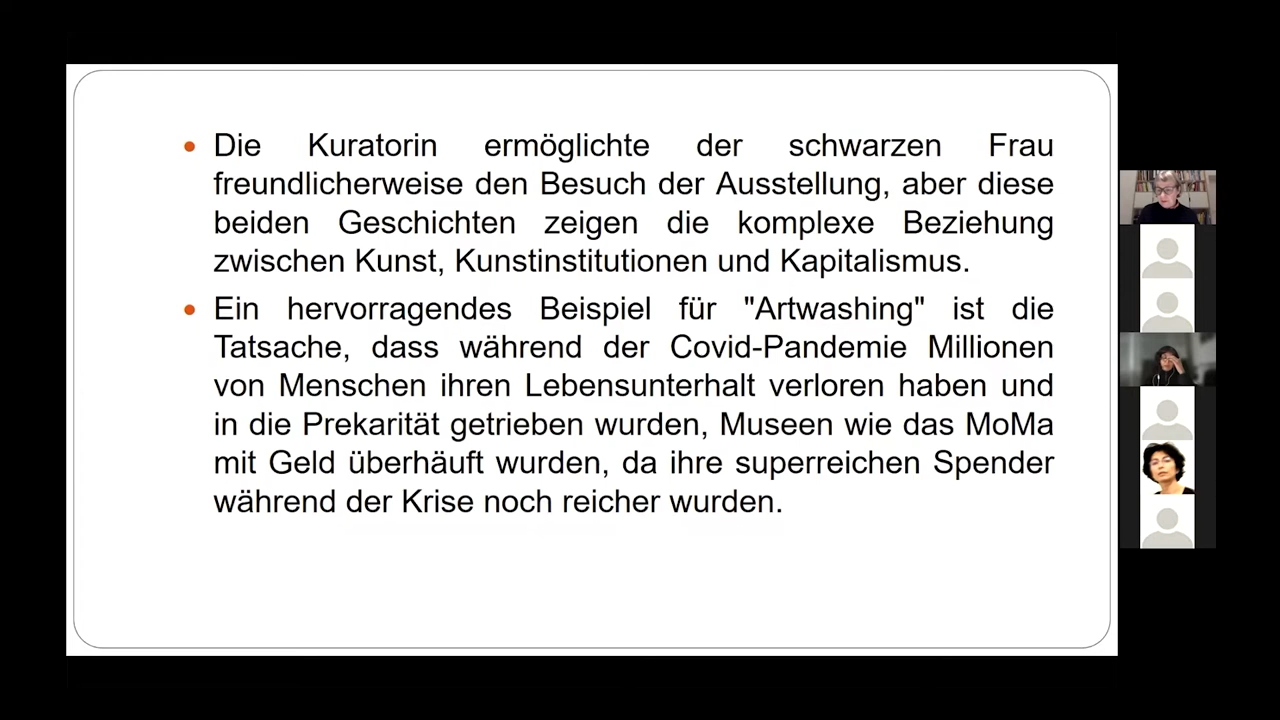 Die Kuratorin ermöglichte der schwarzen Frau
freundlicherweise den Besuch der Ausstellung, aber diese
beiden Geschichten zeigen die komplexe Beziehung
zwischen Kunst, Kunstinstitutionen und Kapitalismus.
Ein hervorragendes Beispiel für "Artwashing" ist die
Tatsache, dass während der Covid-Pandemie Millionen
von Menschen ihren Lebensunterhalt verloren haben und
in die Prekarität getrieben wurden, Museen wie das MoMa
mit Geld überhäuft wurden, da ihre superreichen Spender
während der Krise noch reicher wurden.